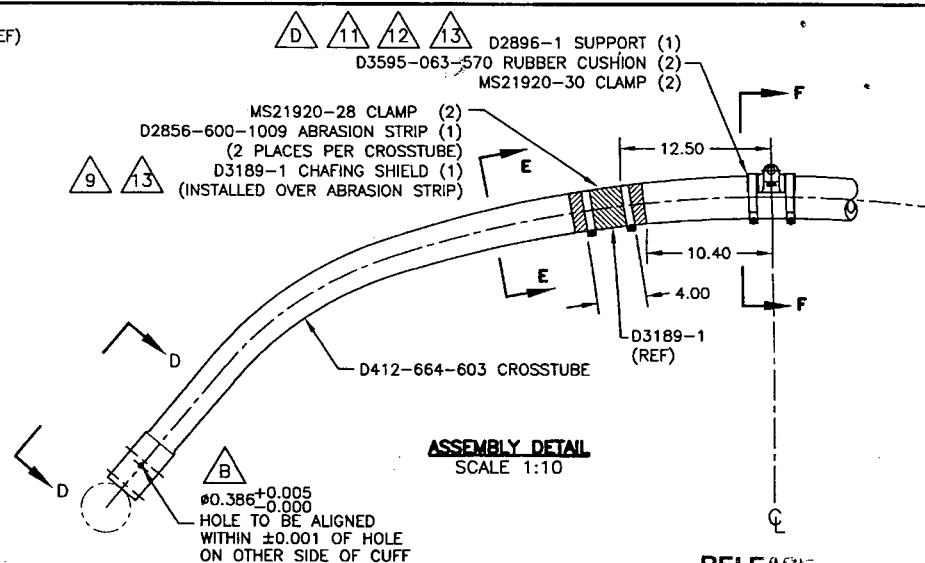 EF)
D 11 12 13
D2896-1 SUPPORT (1)
D3595-063-570 RUBBER CUSHION (2)
MS21920-30 CLAMP (2)
F
MS21920-28 CLAMP (2)
D2856-600-1009 ABRASION STRIP (1)
(2 PLACES PER CROSSTUBE)
D3189-1 CHAFING SHIELD (1)
(INSTALLED OVER ABRASION STRIP)
9 13
E
12.50
10.40
E
4.00
F
D3189-1
(REF)
D
D412-664-603 CROSSTUBE
D
ASSEMBLY DETAIL
SCALE 1:10
B
ø0.386 +0.005
-0.000
HOLE TO BE ALIGNED
WITHIN ±0.001 OF HOLE
ON OTHER SIDE OF CUFF
℄